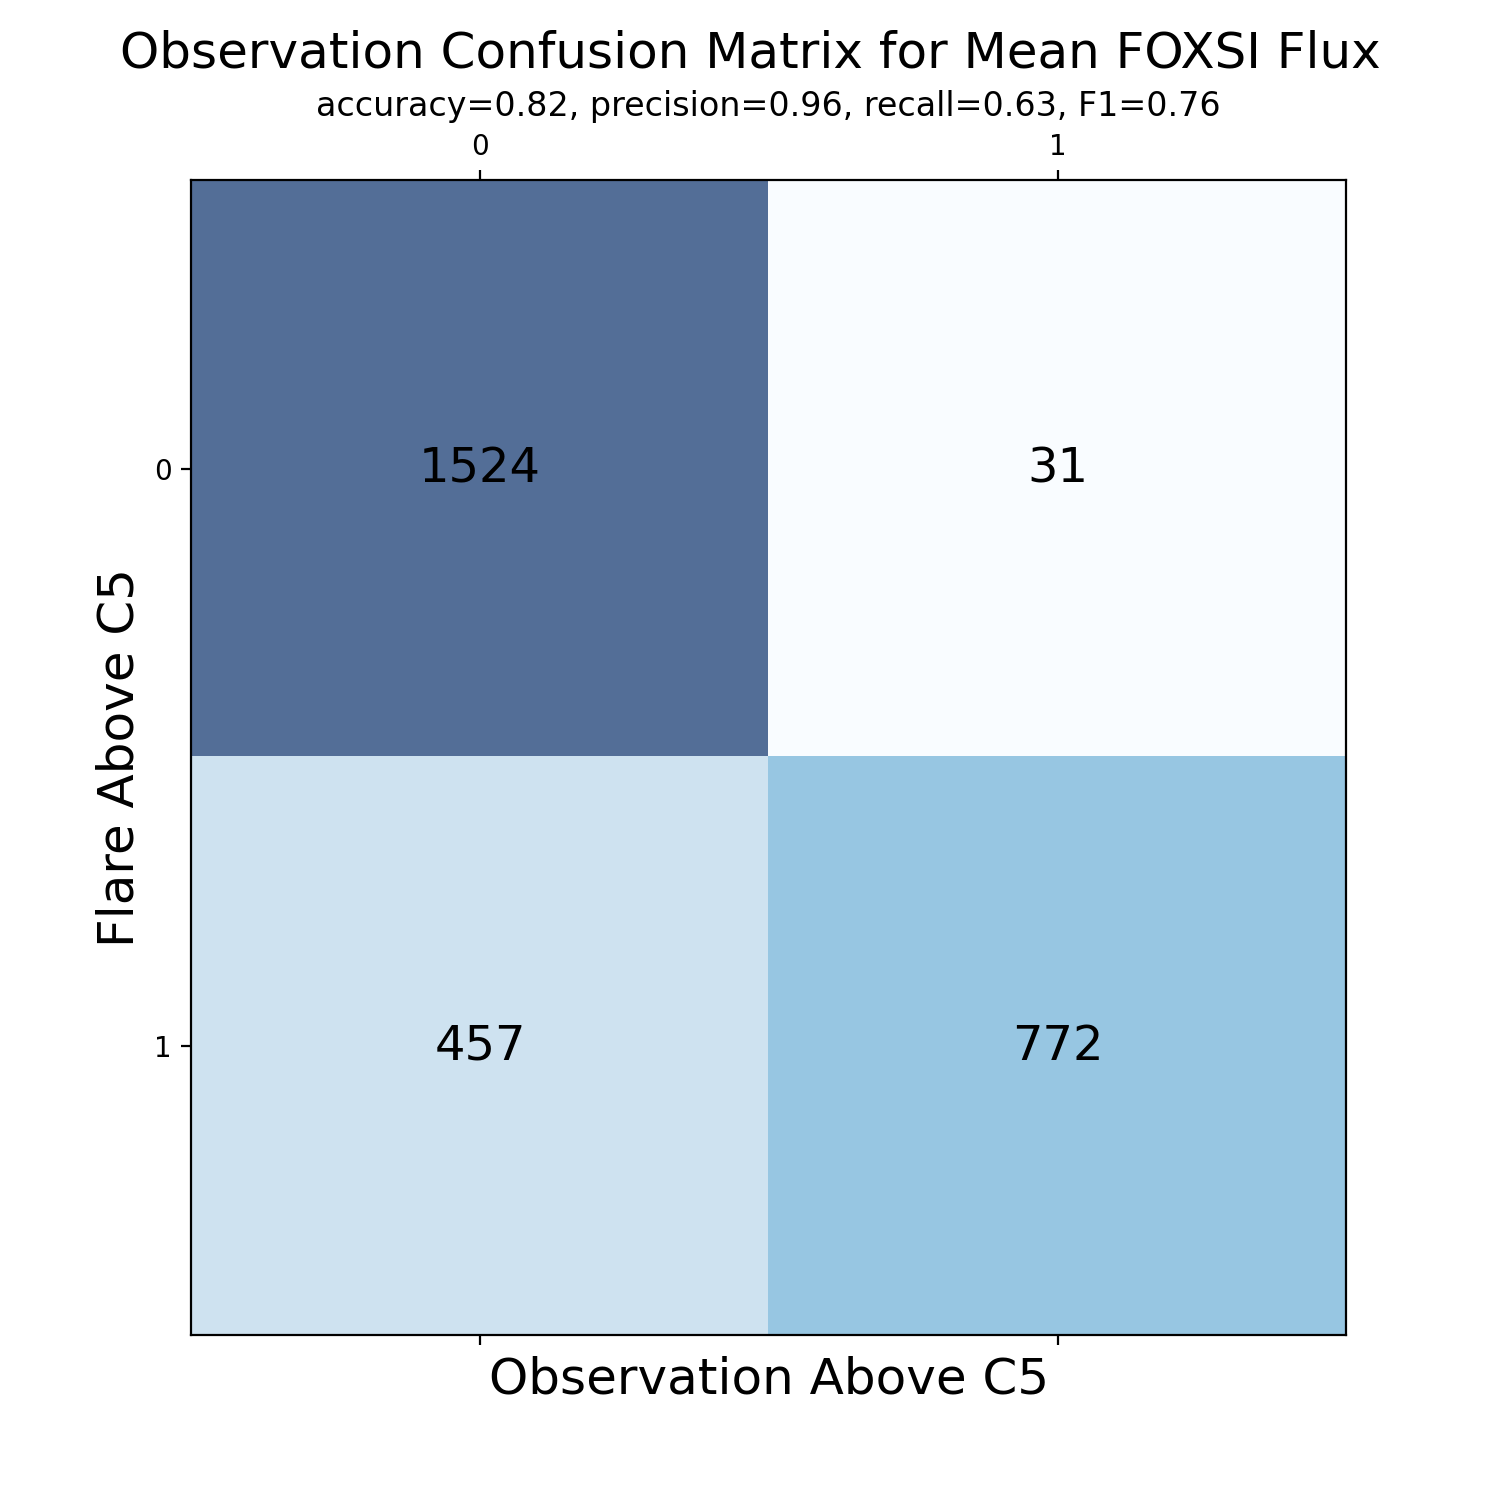 Observation Confusion Matrix for Mean FOXSI Flux
accuracy=0.82, precision=0.96, recall=0.63, F1=0.76
0 1
0 1524 31
Flare Above C5
1 457 772
Observation Above C5